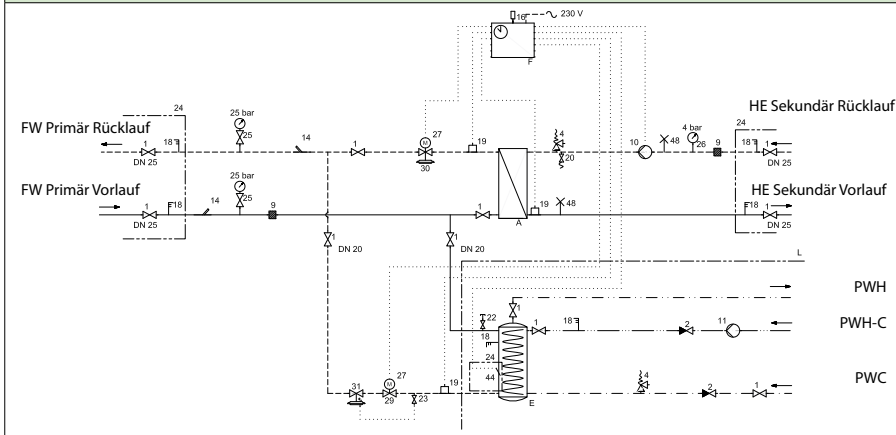 16
230 V
F
24
25 bar
25 bar
4 bar
24
FW Primär Rücklauf
HE Sekundär Rücklauf
1
18
25
14
1
27
M
19
4
10
48
26
9
1
DN 25
30
20
DN 25
FW Primär Vorlauf
HE Sekundär Vorlauf
1
18
14
25
9
1
19
48
18
1
DN 25
A
DN 25
1
DN 20
1
DN 20
L
PWH
1
22
1
18
2
11
PWH-C
18
24
27
M
31
19
44
4
2
1
PWC
29
23
E